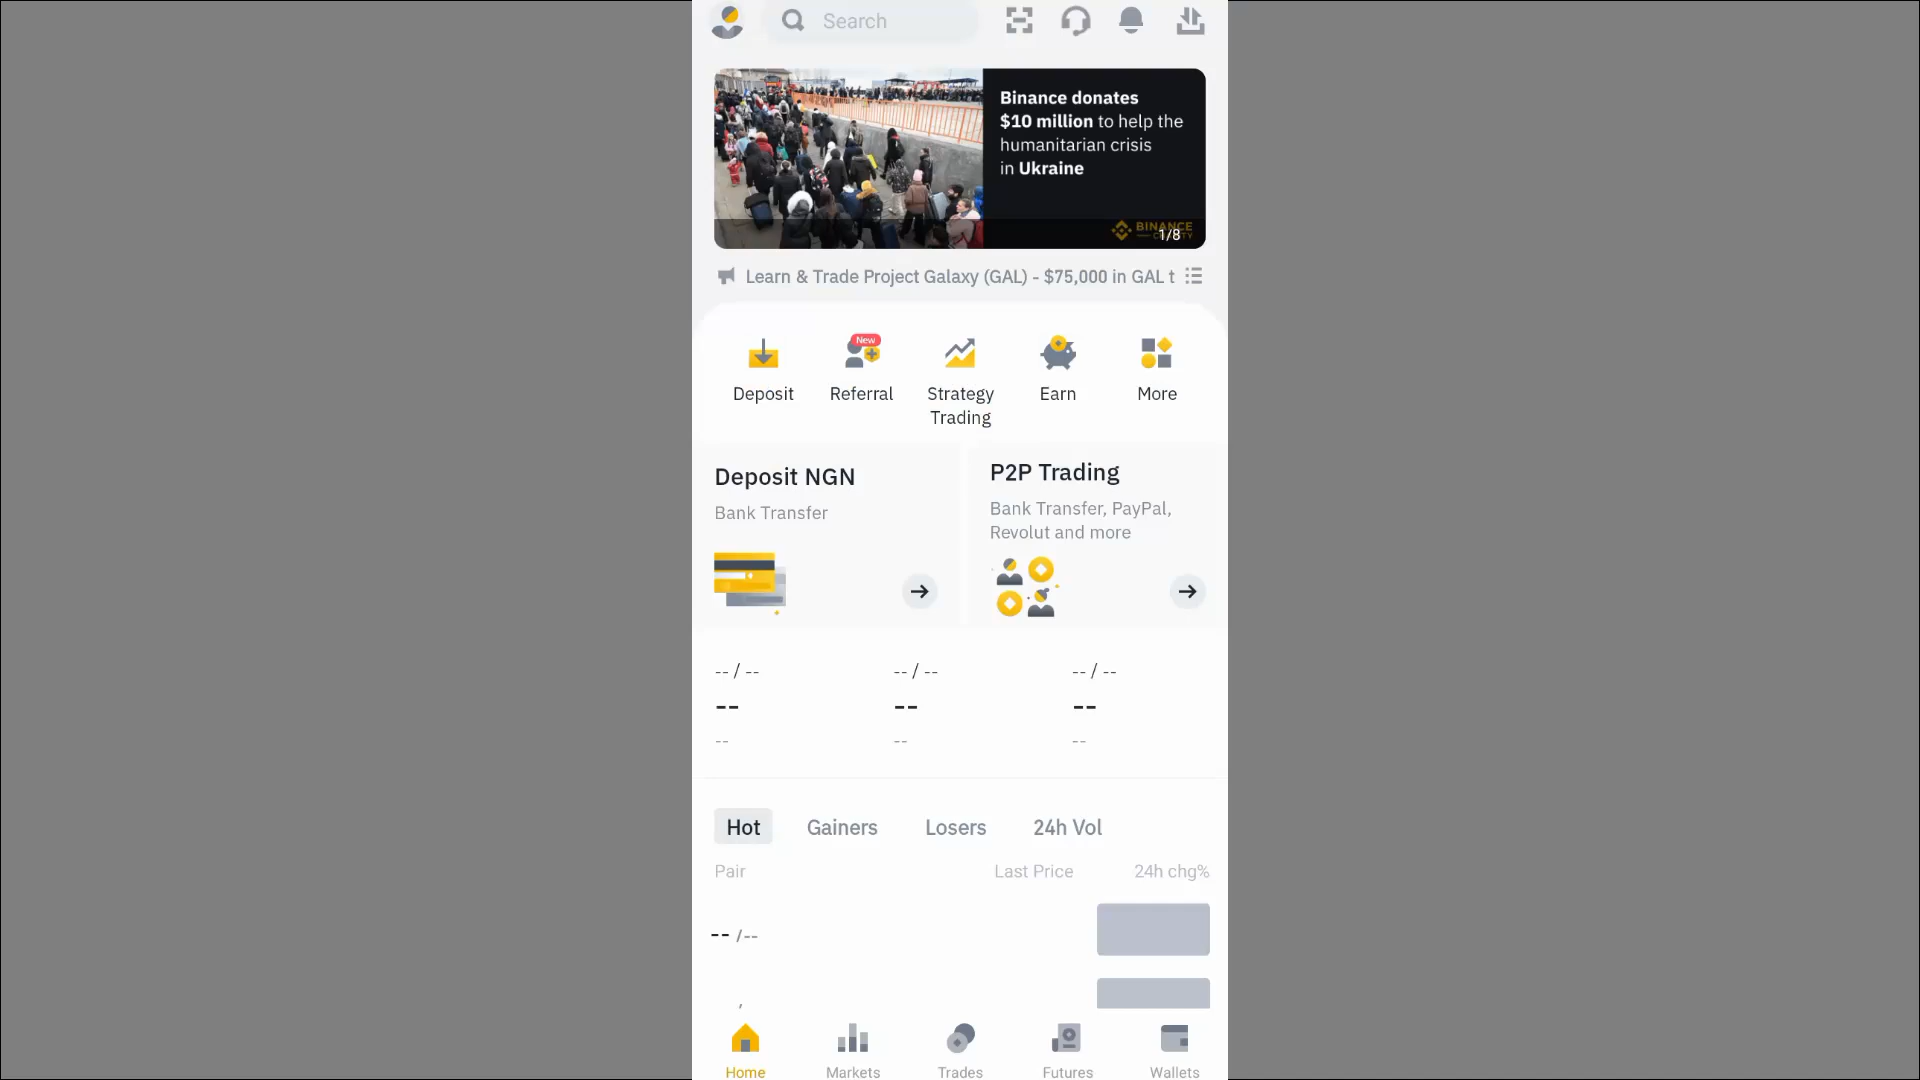 Search
Binance donates
$10 million to help the
humanitarian crisis
in Ukraine
BINANCE
1/8
Learn & Trade Project Galaxy (GAL) - $75,000 in GAL t
New
Deposit
Referral
Strategy
Trading
Earn
More
Deposit NGN
Bank Transfer
P2P Trading
Bank Transfer, PayPal,
Revolut and more
-- / --
-- / --
-- / --
--
--
--
--
--
--
Hot
Gainers
Losers
24h Vol
Pair
Last Price
24h chg%
-- /--
Home
Markets
Trades
Futures
Wallets